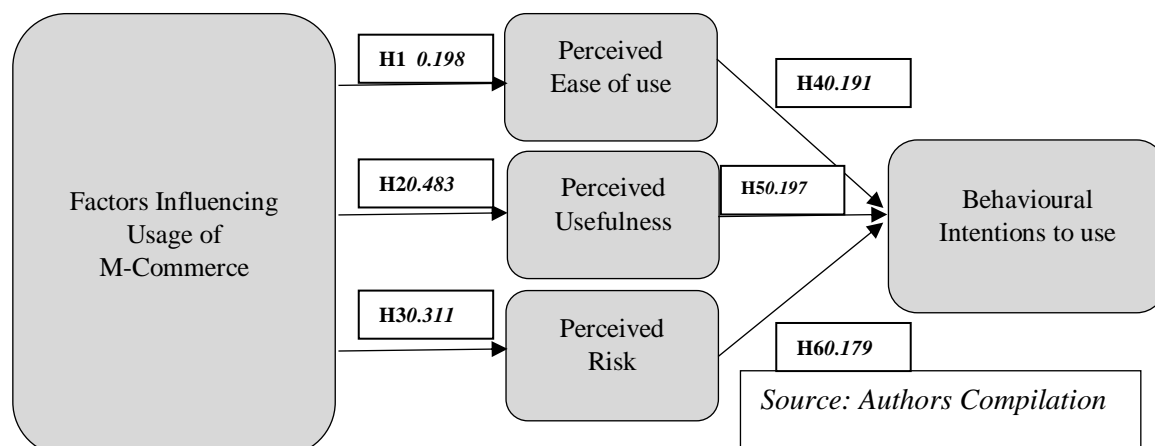 H1 0.198
Perceived
Ease of use
H40.191
Factors Influencing
Usage of
M-Commerce
H20.483
Perceived
Usefulness
H50.197
Behavioural
Intentions to use
H30.311
Perceived
Risk
H60.179
Source: Authors Compilation